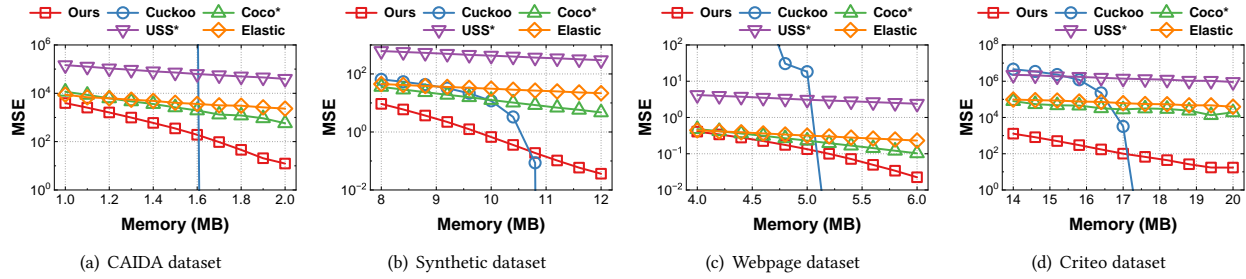 Ours Cuckoo Coco*
USS* Elastic
MSE
10^6
10^4
10^2
10^0
1.0 1.2 1.4 1.6 1.8 2.0
Memory (MB)
(a) CAIDA dataset
Ours Cuckoo Coco*
USS* Elastic
MSE
10^2
10^0
10^-2
8 9 10 11 12
Memory (MB)
(b) Synthetic dataset
Ours Cuckoo Coco*
USS* Elastic
MSE
10^2
10^1
10^0
10^-1
10^-2
4.0 4.5 5.0 5.5 6.0
Memory (MB)
(c) Webpage dataset
Ours Cuckoo Coco*
USS* Elastic
MSE
10^8
10^6
10^4
10^2
10^0
14 15 16 17 18 19 20
Memory (MB)
(d) Criteo dataset